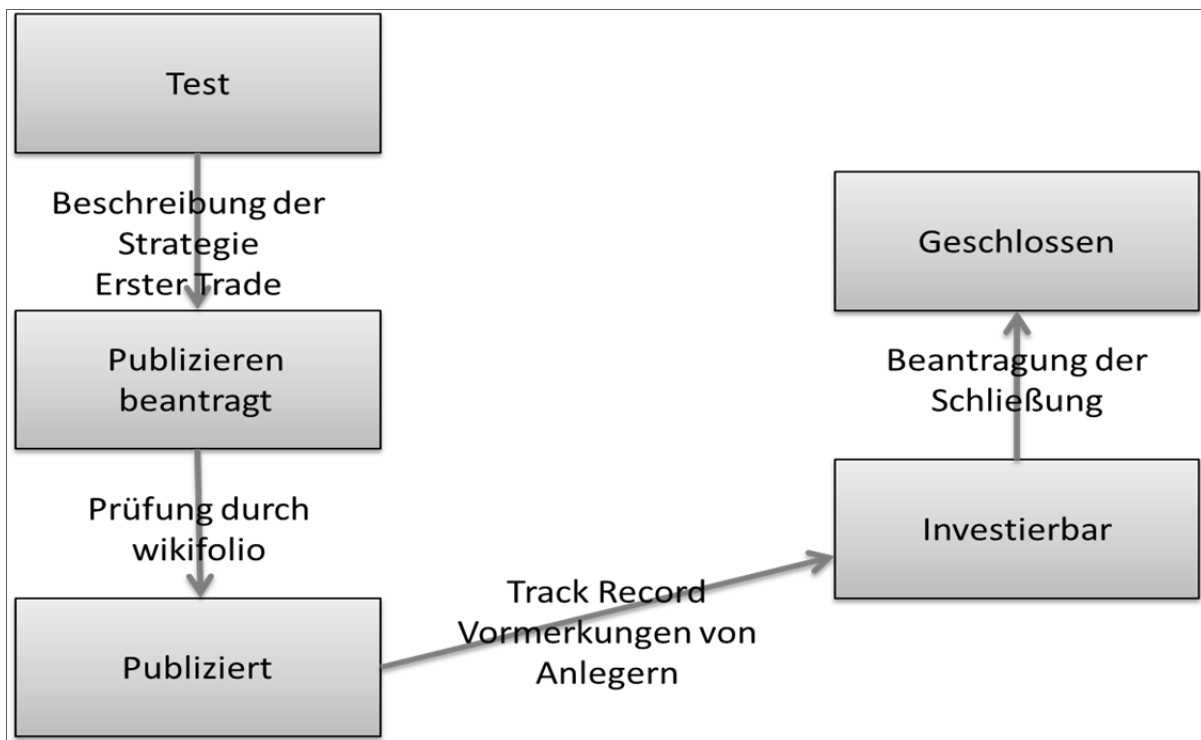 Test
Beschreibung der
Strategie
Erster Trade
Publizieren
beantragt
Prüfung durch
wikifolio
Publiziert
Track Record
Vormerkungen von
Anlegern
Investierbar
Beantragung der
Schließung
Geschlossen